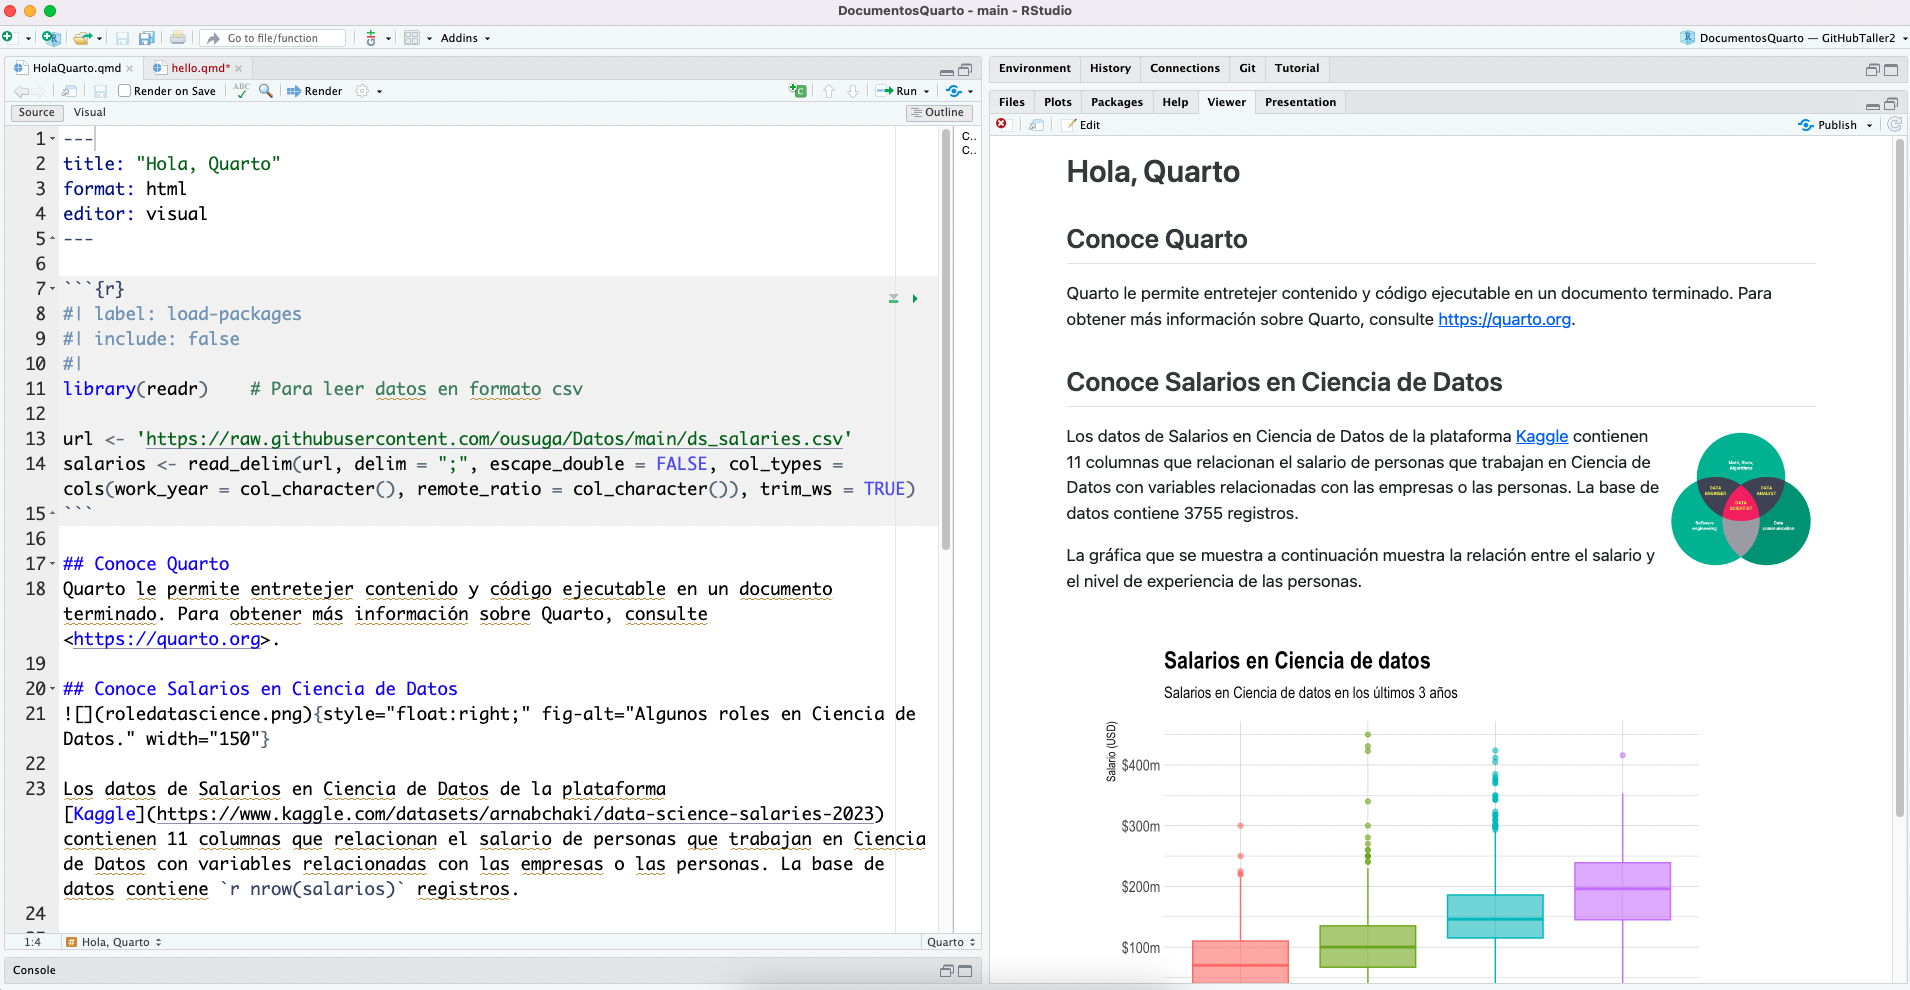 DocumentosQuarto - main - RStudio
Go to file/function
Addins
DocumentosQuarto — GitHubTaller2
HolaQuarto.qmd
hello.qmd*
Render on Save
ABC
Render
Run
Source
Visual
Outline
C..
C..
1 ---
2 title: "Hola, Quarto"
3 format: html
4 editor: visual
5 ---
6
7 ```{r}
8 #| label: load-packages
9 #| include: false
10 #|
11 library(readr)    # Para leer datos en formato csv
12
13 url <- 'https://raw.githubusercontent.com/ousuga/Datos/main/ds_salaries.csv'
14 salarios <- read_delim(url, delim = ";", escape_double = FALSE, col_types =
cols(work_year = col_character(), remote_ratio = col_character()), trim_ws = TRUE)
15 ```
16
17 ## Conoce Quarto
18 Quarto le permite entretejer contenido y código ejecutable en un documento
terminado. Para obtener más información sobre Quarto, consulte
<https://quarto.org>.
19
20 ## Conoce Salarios en Ciencia de Datos
21 ![](roledatascience.png){style="float:right;" fig-alt="Algunos roles en Ciencia de
Datos." width="150"}
22
23 Los datos de Salarios en Ciencia de Datos de la plataforma
[Kaggle](https://www.kaggle.com/datasets/arnabchaki/data-science-salaries-2023)
contienen 11 columnas que relacionan el salario de personas que trabajan en Ciencia
de Datos con variables relacionadas con las empresas o las personas. La base de
datos contiene `r nrow(salarios)` registros.
24
1:4
# Hola, Quarto
Quarto
Console
Environment
History
Connections
Git
Tutorial
Files
Plots
Packages
Help
Viewer
Presentation
Edit
Publish
Hola, Quarto
Conoce Quarto
Quarto le permite entretejer contenido y código ejecutable en un documento terminado. Para
obtener más información sobre Quarto, consulte https://quarto.org.
Conoce Salarios en Ciencia de Datos
Los datos de Salarios en Ciencia de Datos de la plataforma Kaggle contienen
11 columnas que relacionan el salario de personas que trabajan en Ciencia de
Datos con variables relacionadas con las empresas o las personas. La base de
datos contiene 3755 registros.
Math, Stats,
Algorithms
DATA
ENGINEER
DATA
ANALYST
DATA
SCIENTIST
Software
engineering
Data
communication
La gráfica que se muestra a continuación muestra la relación entre el salario y
el nivel de experiencia de las personas.
Salarios en Ciencia de datos
Salarios en Ciencia de datos en los últimos 3 años
Salario (USD)
$400m
$300m
$200m
$100m